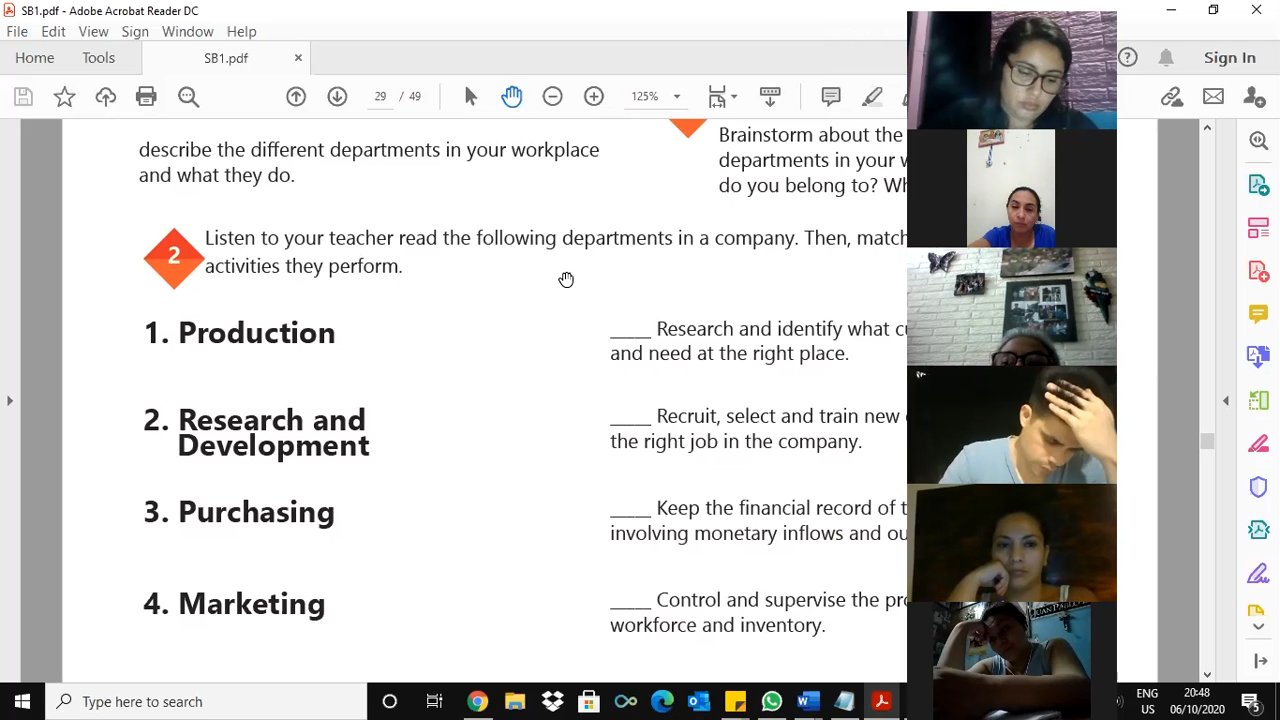 SB1.pdf - Adobe Acrobat Reader DC
File Edit View Sign Window Help
Home Tools SB1.pdf Sign In
29 / 49 125%
describe the different departments in your workplace
and what they do.
Brainstorm about the
departments in your w
do you belong to? Wh
2
Listen to your teacher read the following departments in a company. Then, match
activities they perform.
1. Production
____ Research and identify what cu
and need at the right place.
2. Research and
Development
____ Recruit, select and train new
the right job in the company.
3. Purchasing
____ Keep the financial record of t
involving monetary inflows and ou
4. Marketing
____ Control and supervise the pro
workforce and inventory.
Type here to search
ENG
20:48
06/10/2020
5